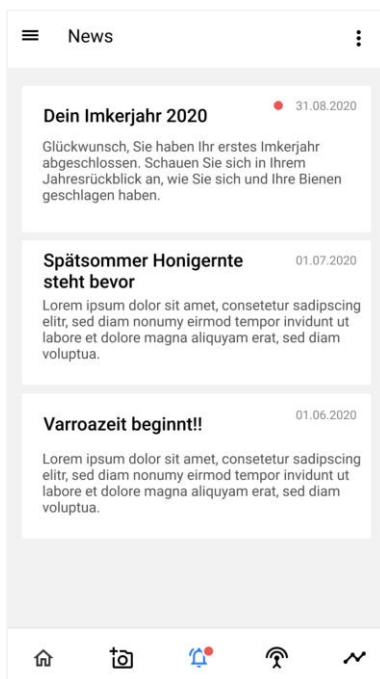 News
Dein Imkerjahr 2020
31.08.2020
Glückwunsch, Sie haben Ihr erstes Imkerjahr
abgeschlossen. Schauen Sie sich in Ihrem
Jahresrückblick an, wie Sie sich und Ihre Bienen
geschlagen haben.
Spätsommer Honigernte
steht bevor
01.07.2020
Lorem ipsum dolor sit amet, consetetur sadipscing
elitr, sed diam nonumy eirmod tempor invidunt ut
labore et dolore magna aliquyam erat, sed diam
voluptua.
Varroazeit beginnt!!
01.06.2020
Lorem ipsum dolor sit amet, consetetur sadipscing
elitr, sed diam nonumy eirmod tempor invidunt ut
labore et dolore magna aliquyam erat, sed diam
voluptua.